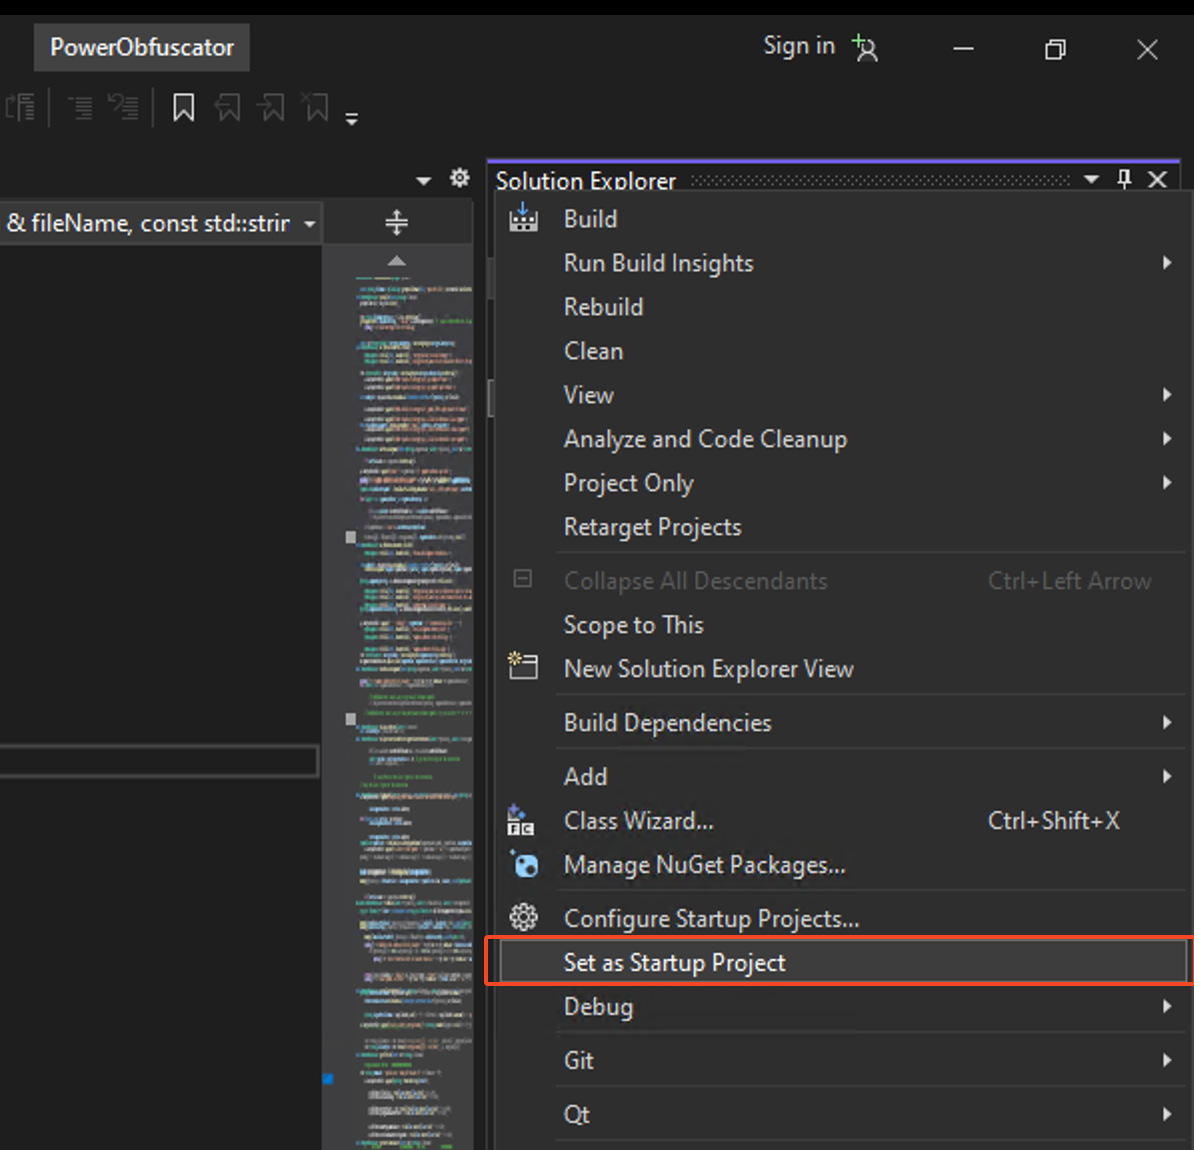 PowerObfuscator
Sign in
Solution Explorer
& fileName, const std::strir
Build
Run Build Insights
Rebuild
Clean
View
Analyze and Code Cleanup
Project Only
Retarget Projects
Collapse All Descendants Ctrl+Left Arrow
Scope to This
New Solution Explorer View
Build Dependencies
Add
Class Wizard... Ctrl+Shift+X
Manage NuGet Packages...
Configure Startup Projects...
Set as Startup Project
Debug
Git
Qt